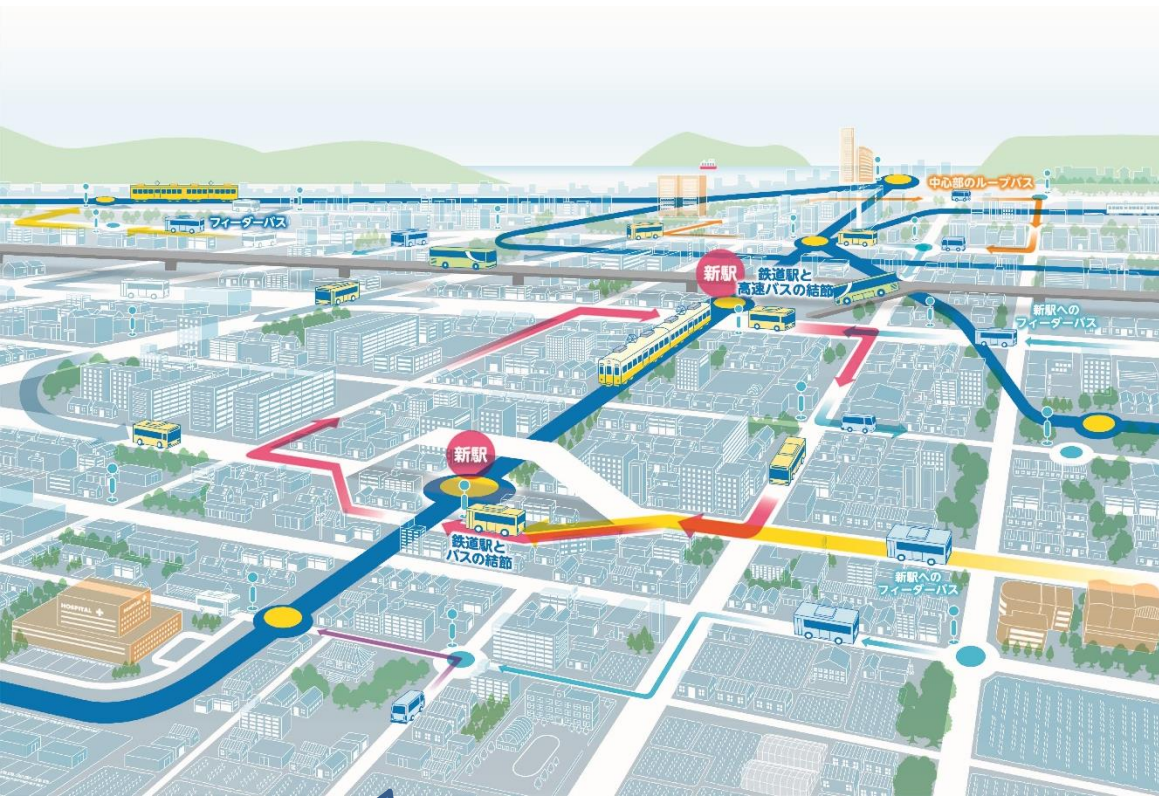 中心部のループバス
フィーダーバス
新駅
鉄道駅と
高速バスの結節
新駅への
フィーダーバス
新駅
鉄道駅と
バスの結節
新駅への
フィーダーバス
HOSPITAL